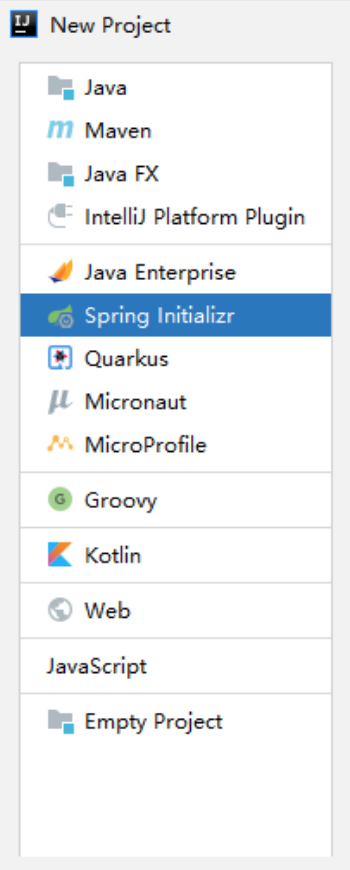 New Project
Java
Maven
Java FX
IntelliJ Platform Plugin
Java Enterprise
Spring Initializr
Quarkus
Micronaut
MicroProfile
Groovy
Kotlin
Web
JavaScript
Empty Project